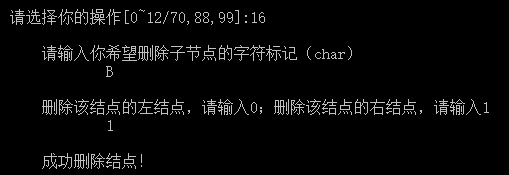 请选择你的操作[0~12/70,88,99]:16
请输入你希望删除子节点的字符标记（char）
B
删除该结点的左结点，请输入0；删除该结点的右结点，请输入1
1
成功删除结点!